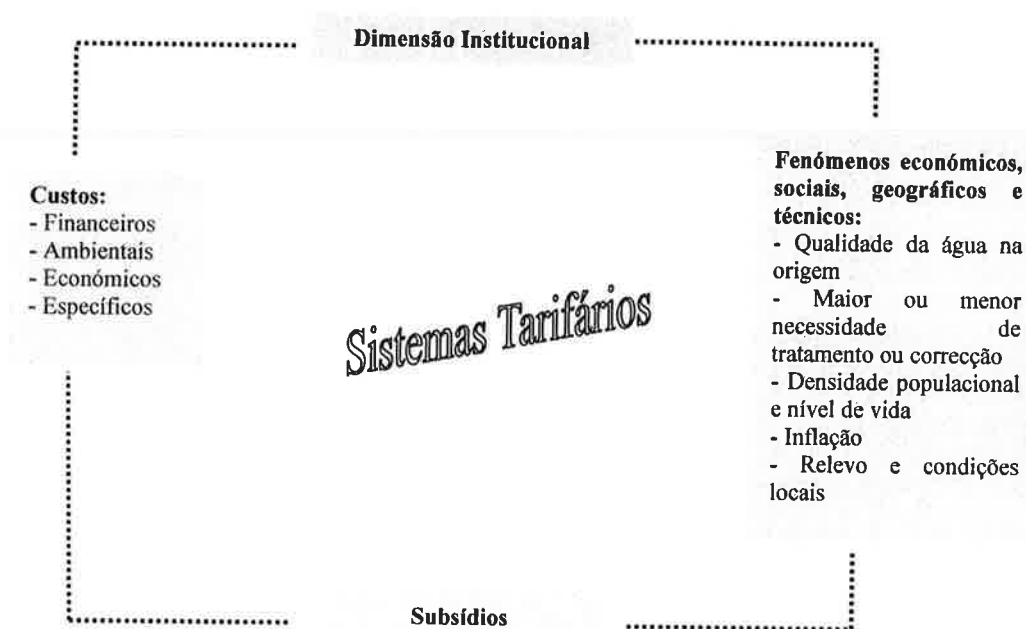 Dimensão Institucional
Custos:
- Financeiros
- Ambientais
- Económicos
- Específicos
Sistemas Tarifários
Fenómenos económicos,
sociais, geográficos e
técnicos:
- Qualidade da água na
origem
- Maior ou menor
necessidade de
tratamento ou correcção
- Densidade populacional
e nível de vida
- Inflação
- Relevo e condições
locais
Subsídios